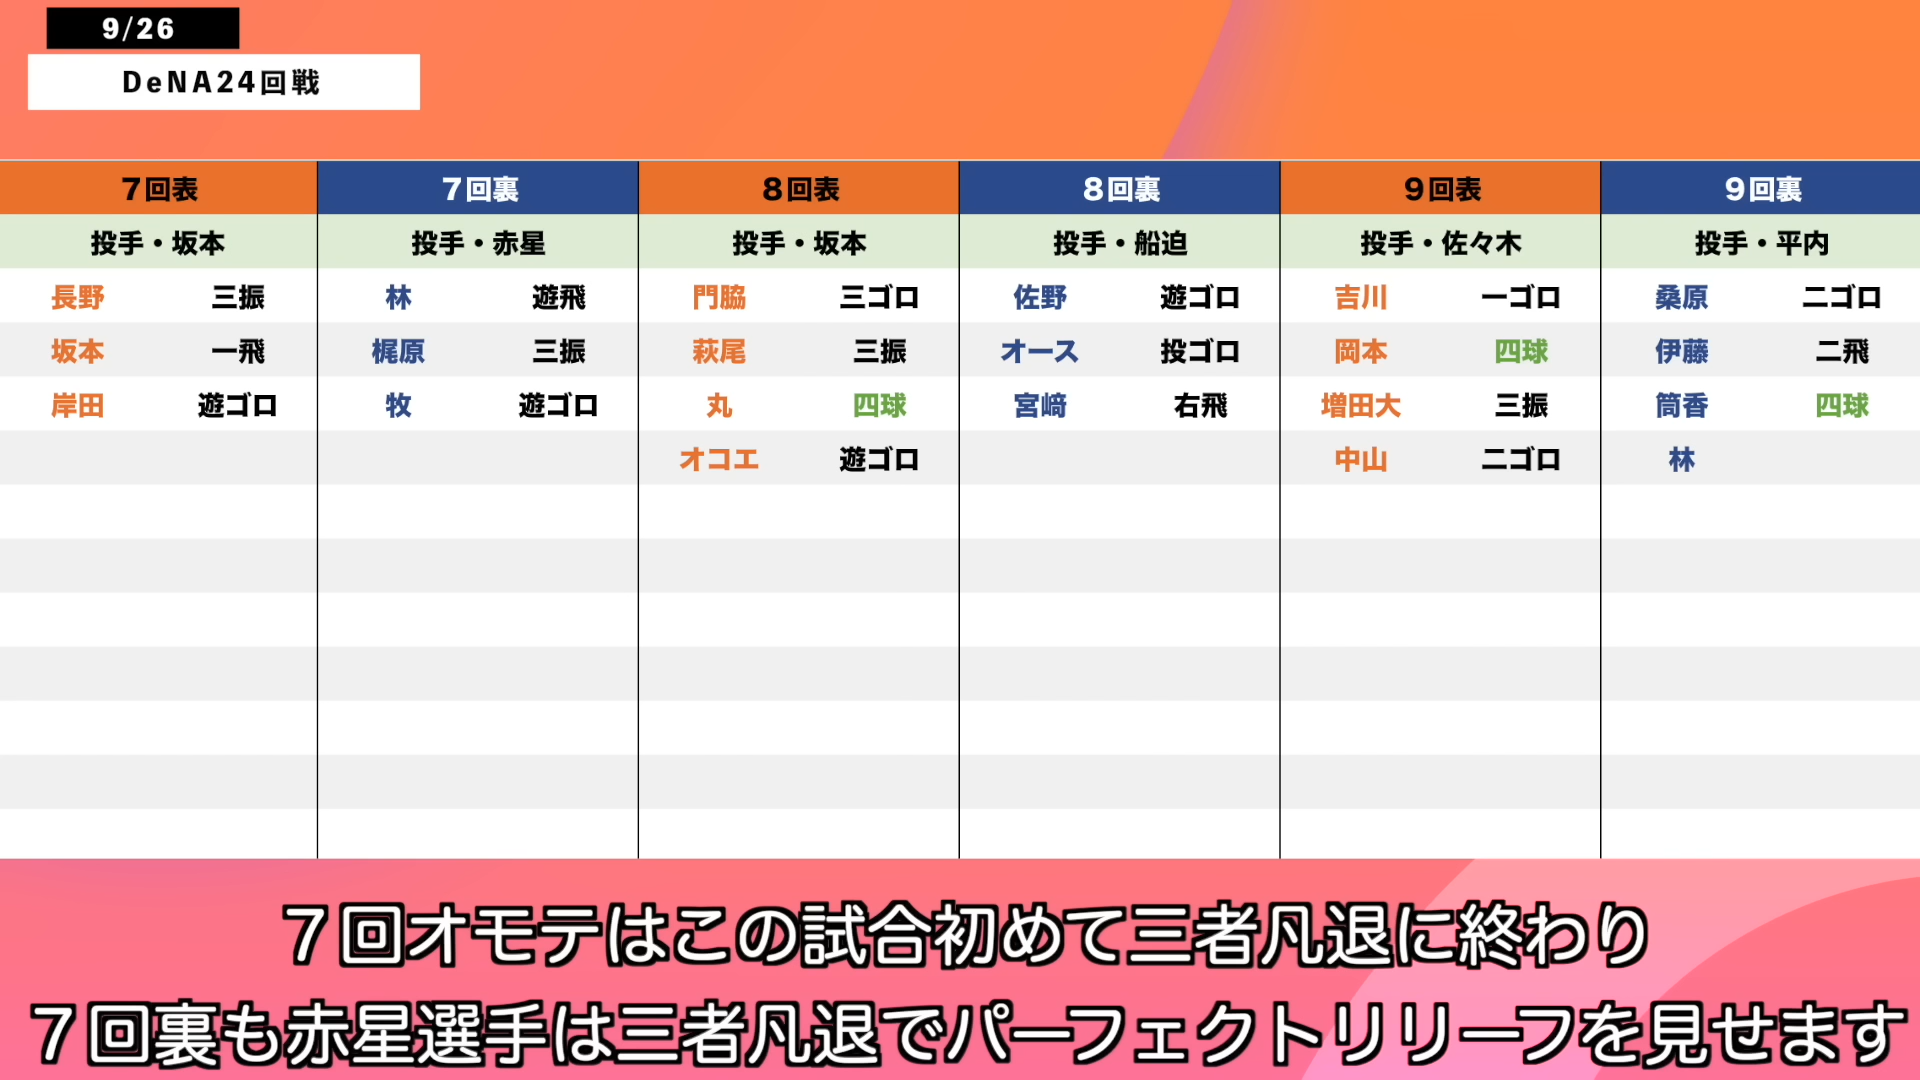 9/26
DeNA24回戦
7回表 7回裏 8回表 8回裏 9回表 9回裏
投手・坂本 投手・赤星 投手・坂本 投手・船迫 投手・佐々木 投手・平内
長野 三振 林 遊飛 門脇 三ゴロ 佐野 遊ゴロ 吉川 一ゴロ 桑原 二ゴロ
坂本 一飛 梶原 三振 萩尾 三振 オース 投ゴロ 岡本 四球 伊藤 二飛
岸田 遊ゴロ 牧 遊ゴロ 丸 四球 宮﨑 右飛 増田大 三振 筒香 四球
オコエ 遊ゴロ 中山 二ゴロ 林
７回オモテはこの試合初めて三者凡退に終わり
７回裏も赤星選手は三者凡退でパーフェクトリリーフを見せます